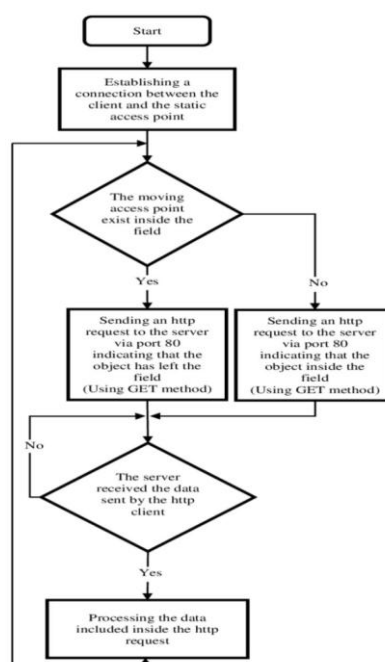 Start
Establishing a
connection between the
client and the static
access point
The moving
access point
exist inside the
field
Yes
No
Sending an http
request to the server
via port 80
indicating that the
object has left the
field
(Using GET method)
Sending an http
request to the server
via port 80
indicating that the
object inside the
field
(Using GET method)
No
The server
received the data
sent by the http
client
Yes
Processing the data
included inside the http
request